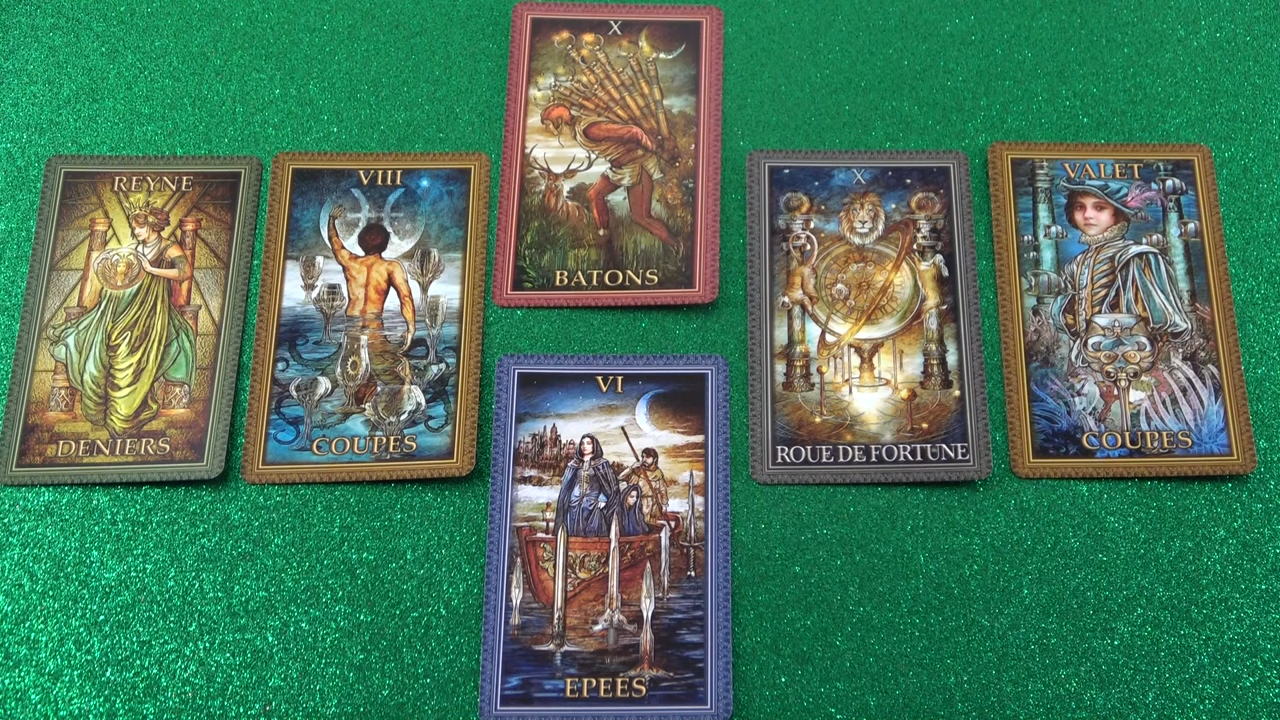 REYNE
DENIERS
VIII
COUPES
X
BATONS
VI
EPEES
X
ROUE DE FORTUNE
VALET
COUPES